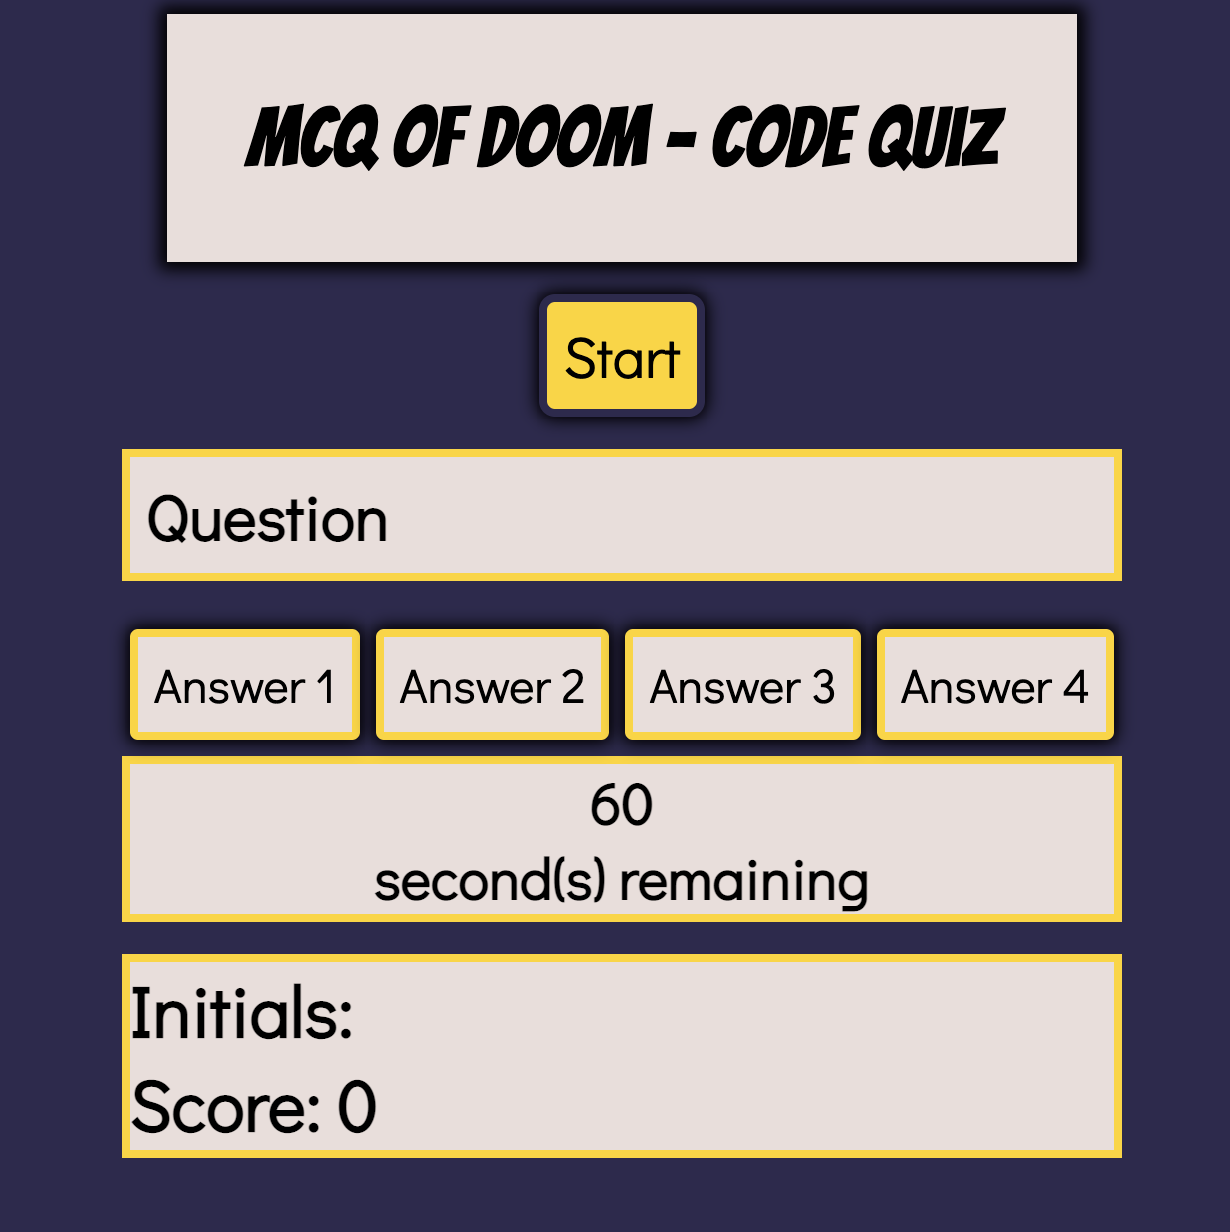 MCQ OF DOOM - CODE QUIZ
Start
Question
Answer 1 Answer 2 Answer 3 Answer 4
60
second(s) remaining
Initials:
Score: 0